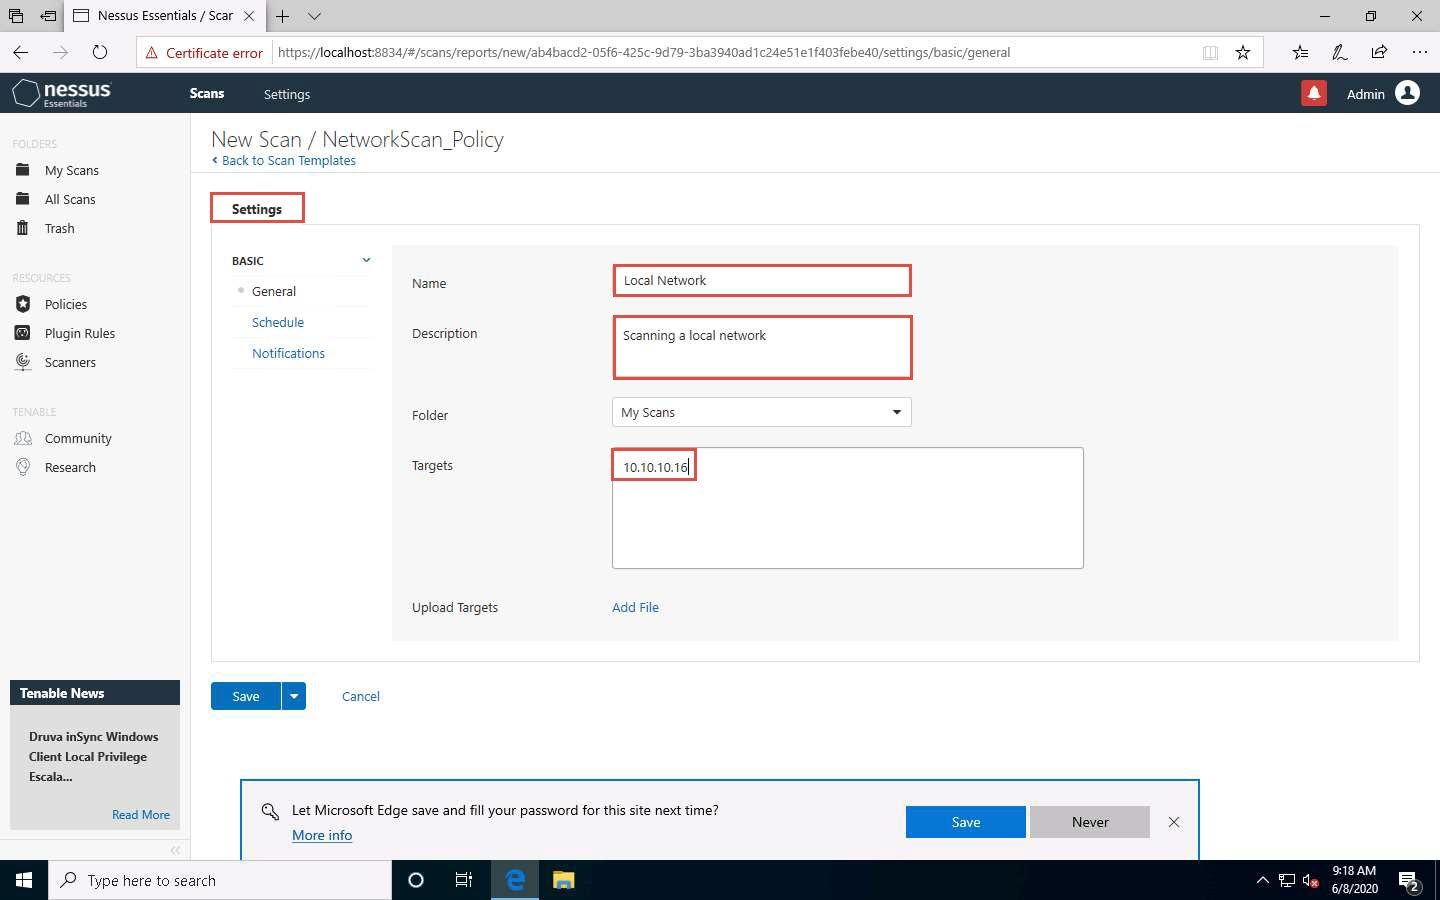 Nessus Essentials / Scar
Certificate error
https://localhost:8834/#/scans/reports/new/ab4bacd2-05f6-425c-9d79-3ba3940ad1c24e51e1f403febe40/settings/basic/general
nessus
Essentials
Scans
Settings
Admin
FOLDERS
My Scans
All Scans
Trash
RESOURCES
Policies
Plugin Rules
Scanners
TENABLE
Community
Research
Tenable News
Druva inSync Windows
Client Local Privilege
Escala...
Read More
New Scan / NetworkScan_Policy
Back to Scan Templates
Settings
BASIC
General
Schedule
Notifications
Name
Local Network
Description
Scanning a local network
Folder
My Scans
Targets
10.10.10.16
Upload Targets
Add File
Save
Cancel
Let Microsoft Edge save and fill your password for this site next time?
More info
Save
Never
Type here to search
9:18 AM
6/8/2020
2